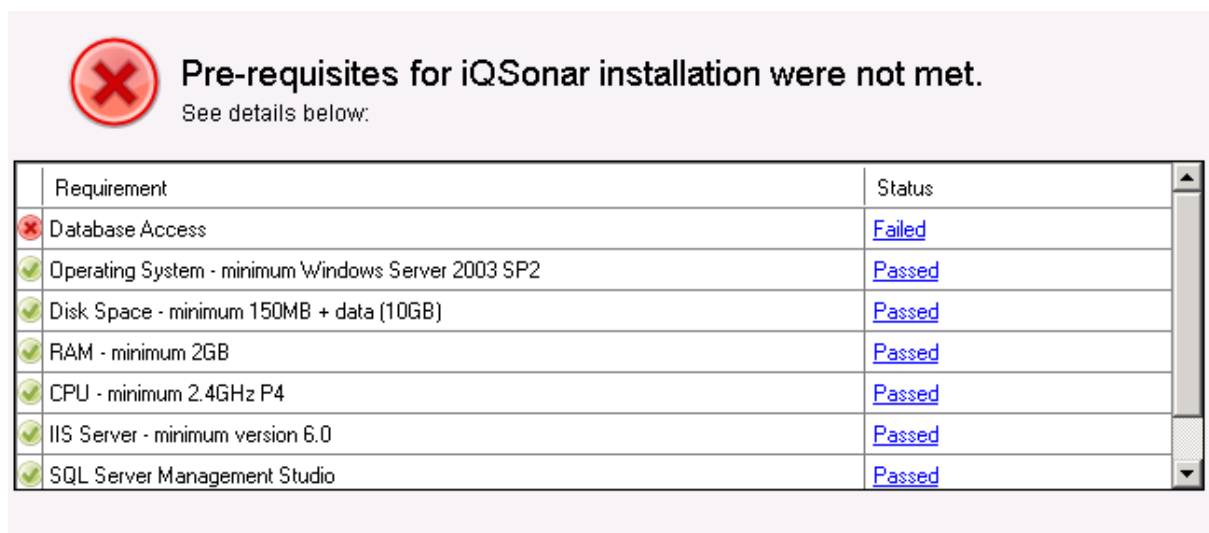 Pre-requisites for iQSonar installation were not met.
See details below:
Requirement Status
Database Access Failed
Operating System - minimum Windows Server 2003 SP2 Passed
Disk Space - minimum 150MB + data (10GB) Passed
RAM - minimum 2GB Passed
CPU - minimum 2.4GHz P4 Passed
IIS Server - minimum version 6.0 Passed
SQL Server Management Studio Passed